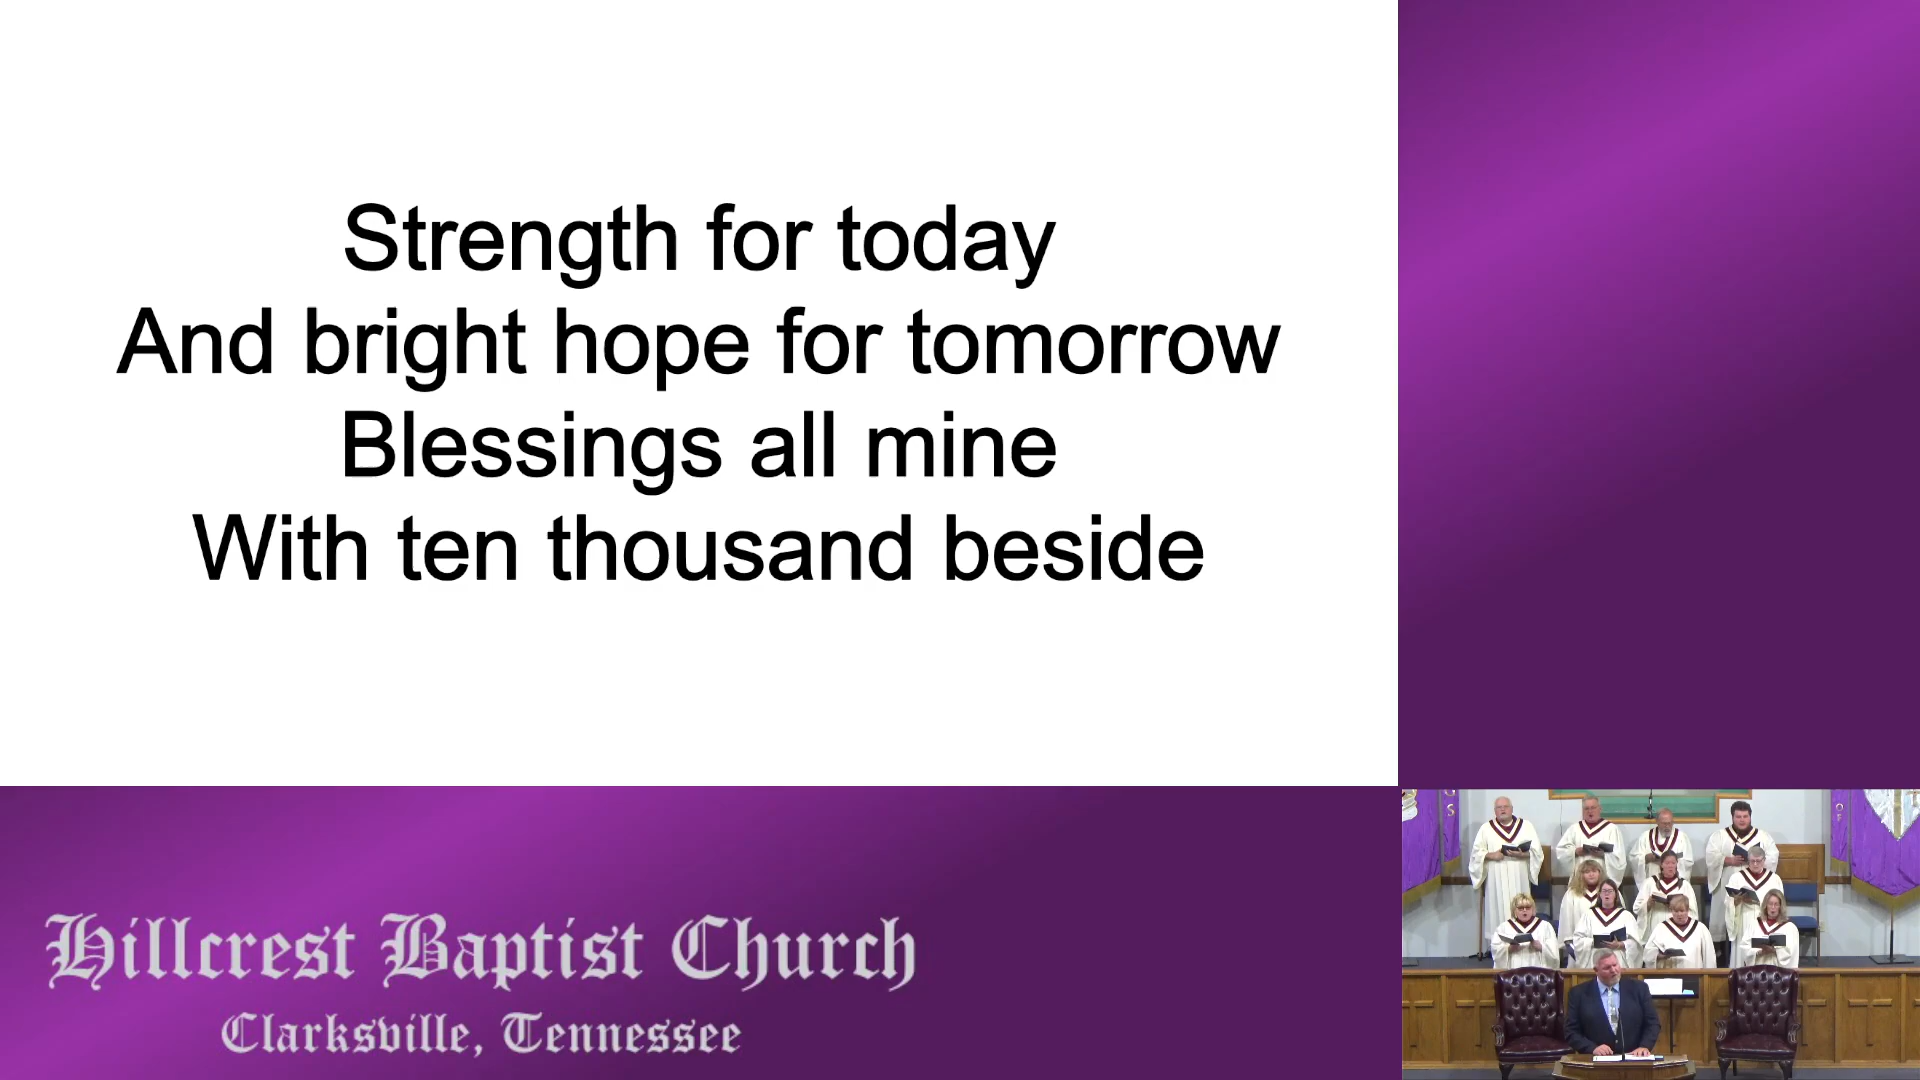 Strength for today
And bright hope for tomorrow
Blessings all mine
With ten thousand beside
Hillcrest Baptist Church
Clarksville, Tennessee